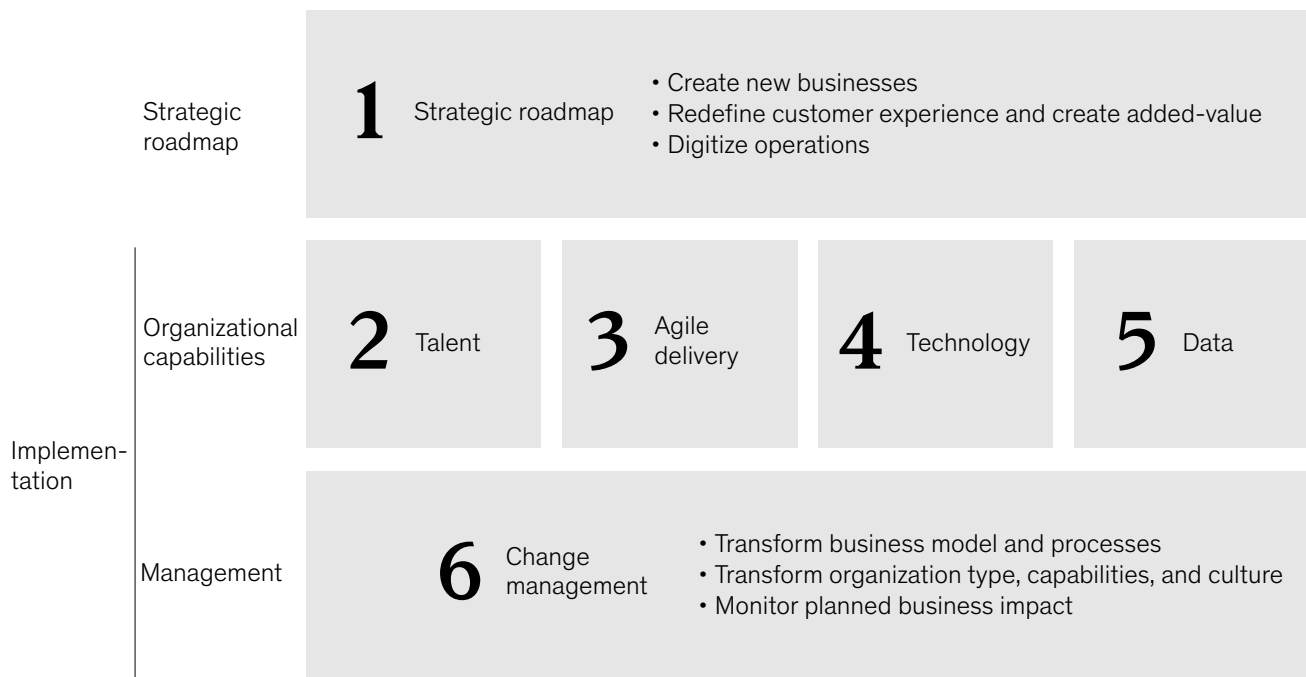 Strategic
roadmap
1
Strategic roadmap
• Create new businesses
• Redefine customer experience and create added-value
• Digitize operations
Implemen-
tation
Organizational
capabilities
2
Talent
3
Agile
delivery
4
Technology
5
Data
Management
6
Change
management
• Transform business model and processes
• Transform organization type, capabilities, and culture
• Monitor planned business impact